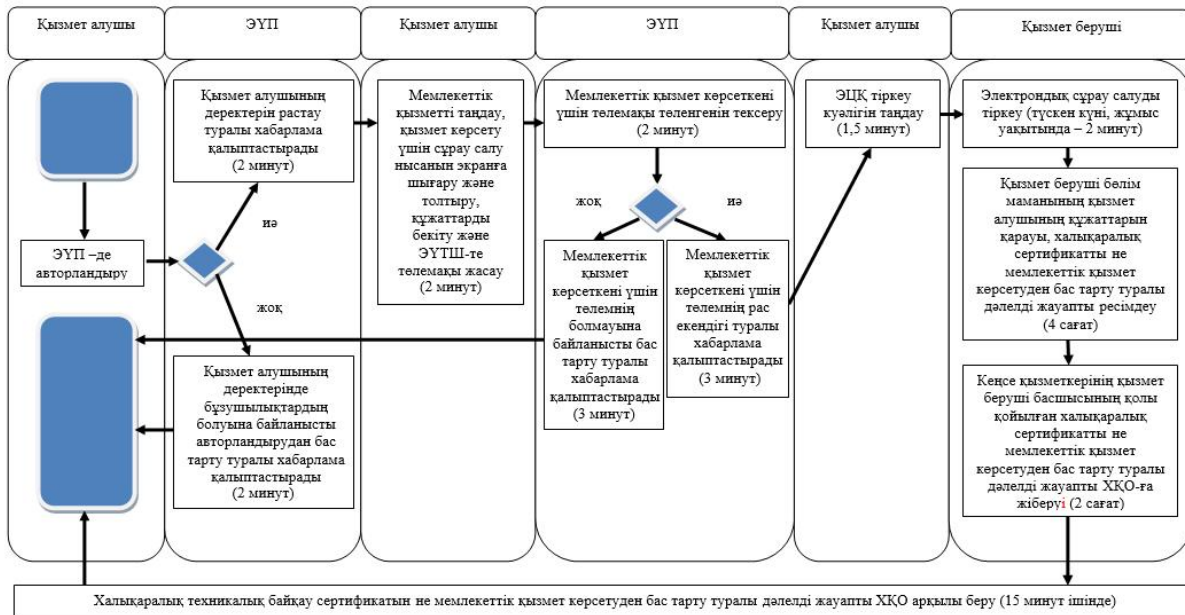 Қызмет алушы
ЭҮП
Қызмет алушы
ЭҮП
Қызмет алушы
Қызмет беруші
ЭҮП –де
авторландыру
Қызмет алушының
деректерін растау
туралы хабарлама
қалыптастырады
(2 минут)
иә
жоқ
Қызмет алушының
деректерінде
бұзушылықтардың
болуына байланысты
авторландырудан бас
тарту туралы хабарлама
қалыптастырады
(2 минут)
Мемлекеттік
қызметті таңдау,
қызмет көрсету
үшін сұрау салу
нысанын экранға
шығару және
толтыру,
құжаттарды
бекіту және
ЭҮТШ-те
төлемақы жасау
(2 минут)
Мемлекеттік қызмет көрсеткені
үшін төлемақы төленгенін тексеру
(2 минут)
жоқ
иә
Мемлекеттік
қызмет
көрсеткені үшін
төлемнің
болмауына
байланысты бас
тарту туралы
хабарлама
қалыптастырады
(3 минут)
Мемлекеттік
қызмет
көрсеткені үшін
төлемнің рас
екендігі туралы
хабарлама
қалыптастырады
(3 минут)
ЭЦҚ тіркеу
куәлігін таңдау
(1,5 минут)
Электрондық сұрау салуды
тіркеу (түскен күні, жұмыс
уақытында – 2 минут)
Қызмет беруші бөлім
маманының қызмет
алушының құжаттарын
қарауы, халықаралық
сертификатты не
мемлекеттік қызмет
көрсетуден бас тарту туралы
дәлелді жауапты ресімдеу
(4 сағат)
Кеңсе қызметкерінің қызмет
беруші басшысының қолы
қойылған халықаралық
сертификатты не
мемлекеттік қызмет
көрсетуден бас тарту туралы
дәлелді жауапты ХҚО-ға
жіберуі (2 сағат)
Халықаралық техникалық байқау сертификатын не мемлекеттік қызмет көрсетуден бас тарту туралы дәлелді жауапты ХҚО арқылы беру (15 минут ішінде)